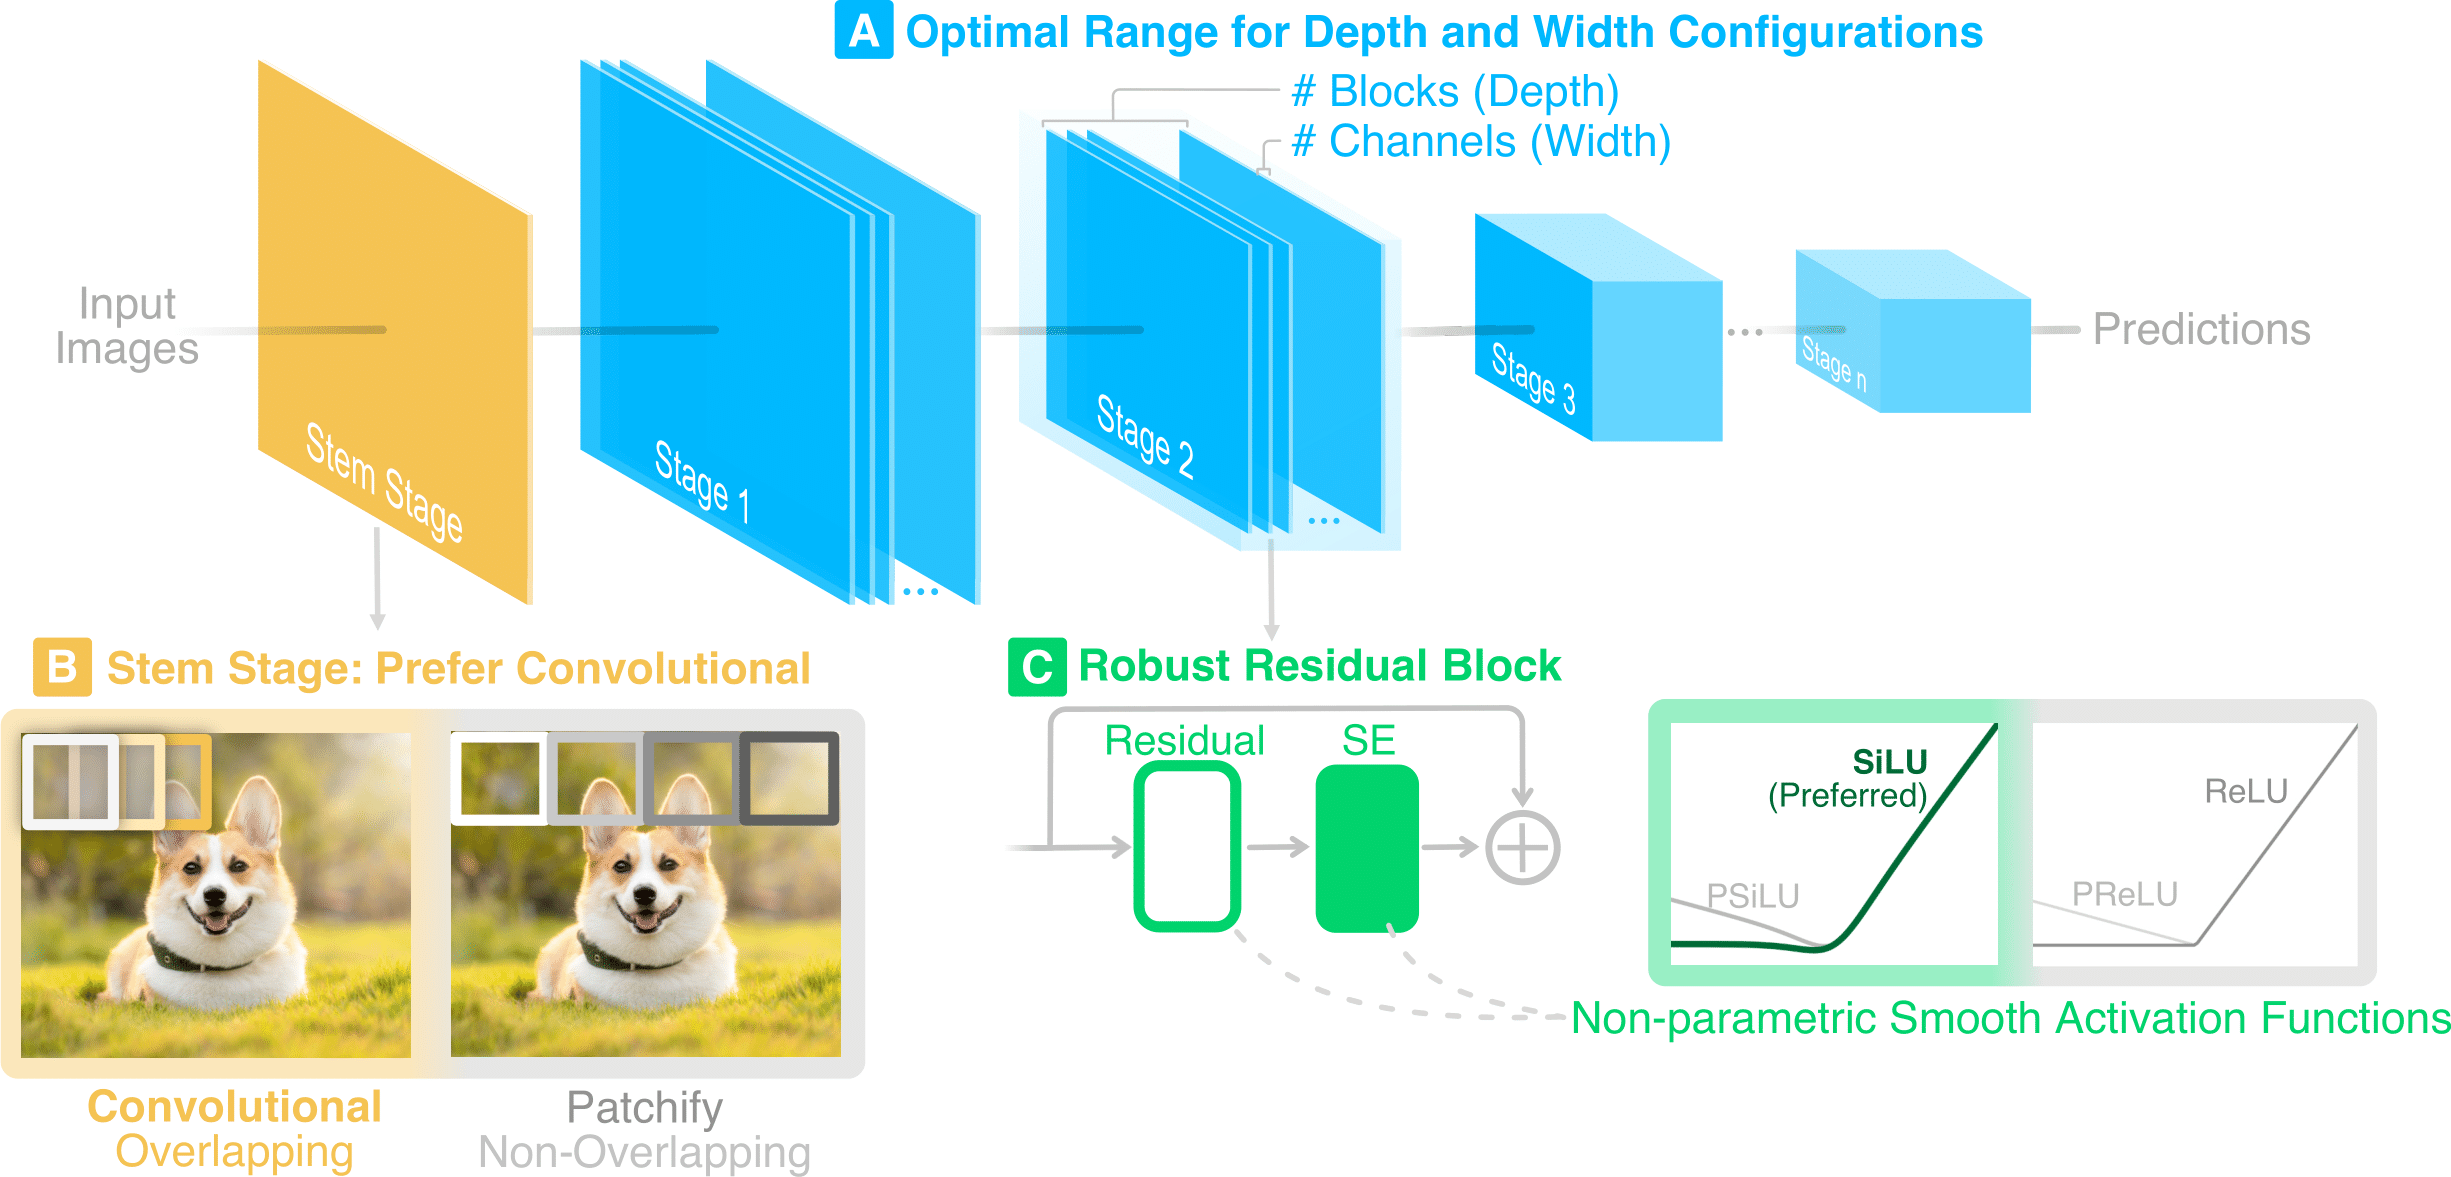 A Optimal Range for Depth and Width Configurations
# Blocks (Depth)
# Channels (Width)
Input
Images
Stem Stage
Stage 1
...
Stage 2
...
Stage 3
...
Stage n
Predictions
B Stem Stage: Prefer Convolutional
Convolutional
Overlapping
Patchify
Non-Overlapping
C Robust Residual Block
Residual
SE
SiLU
(Preferred)
PSiLU
ReLU
PReLU
Non-parametric Smooth Activation Functions